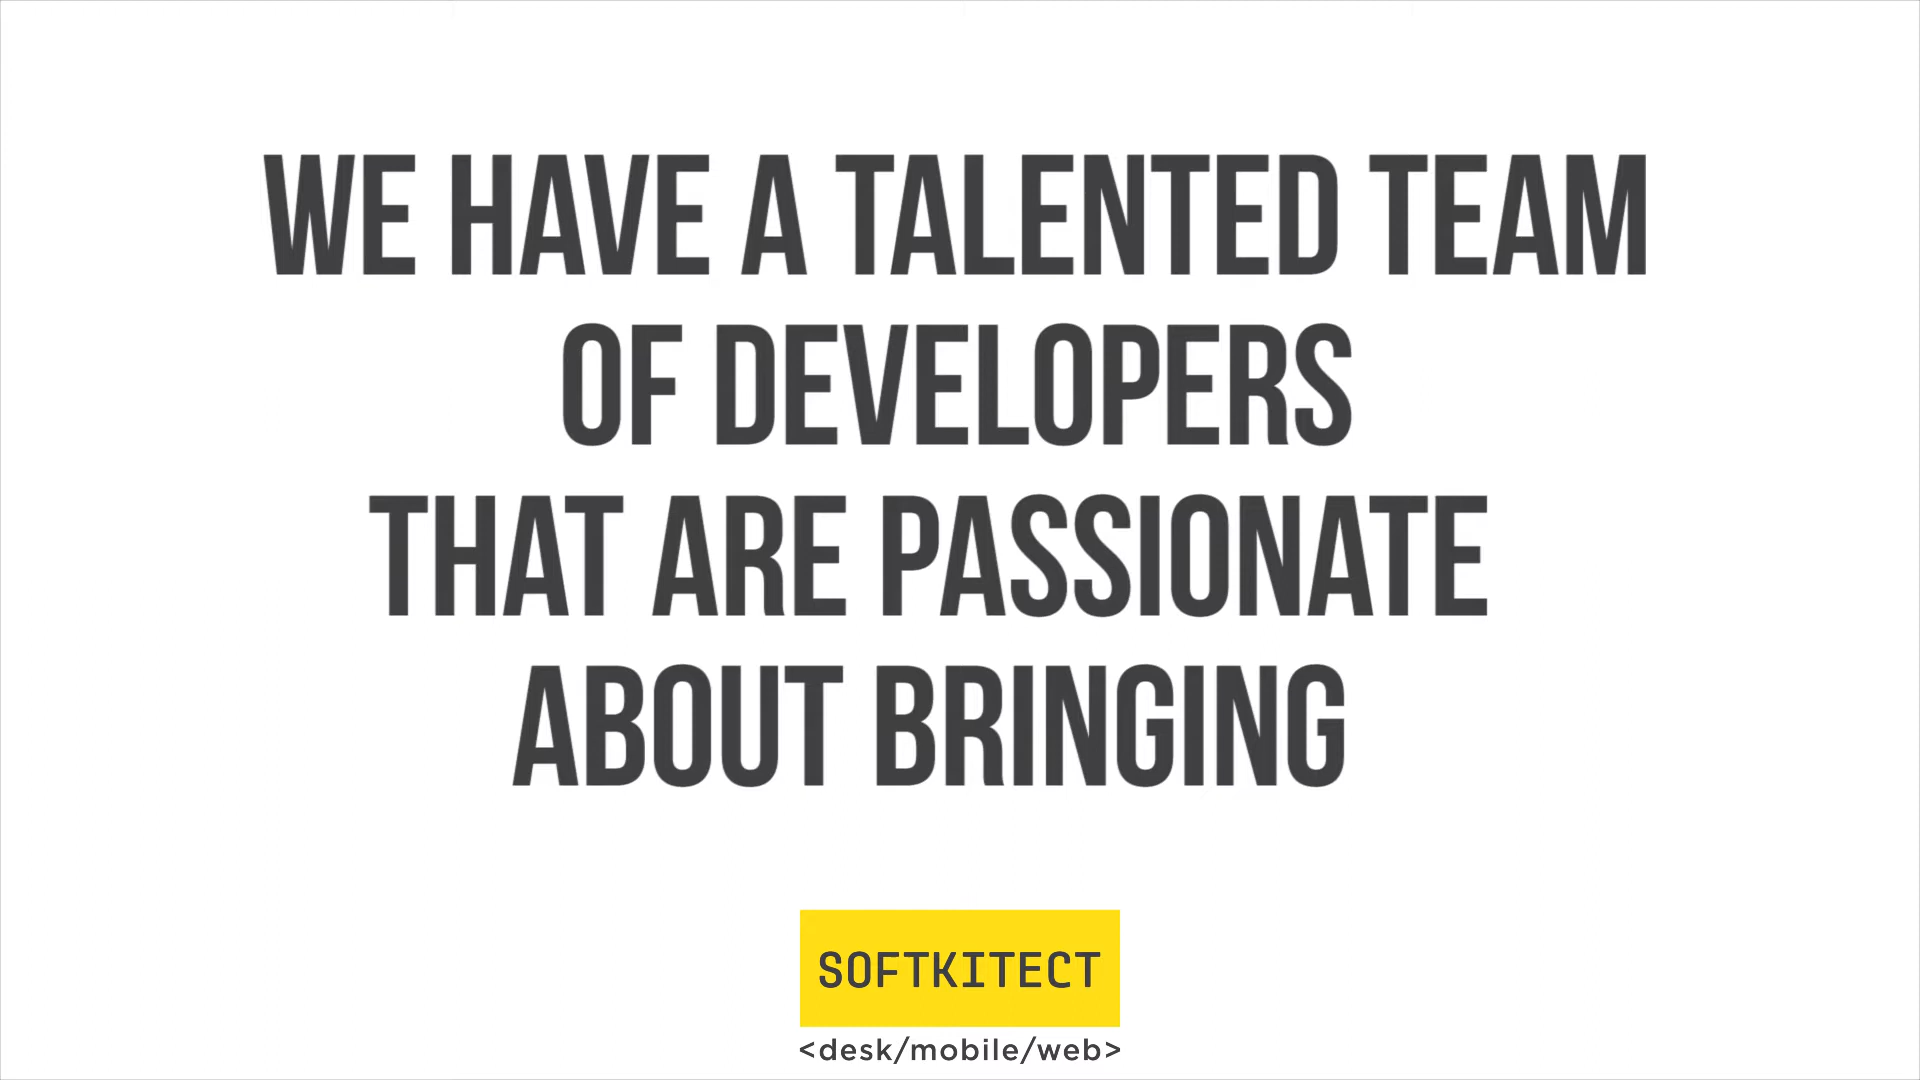 WE HAVE A TALENTED TEAM
OF DEVELOPERS
THAT ARE PASSIONATE
ABOUT BRINGING
SOFTKITECT
<desk/mobile/web>